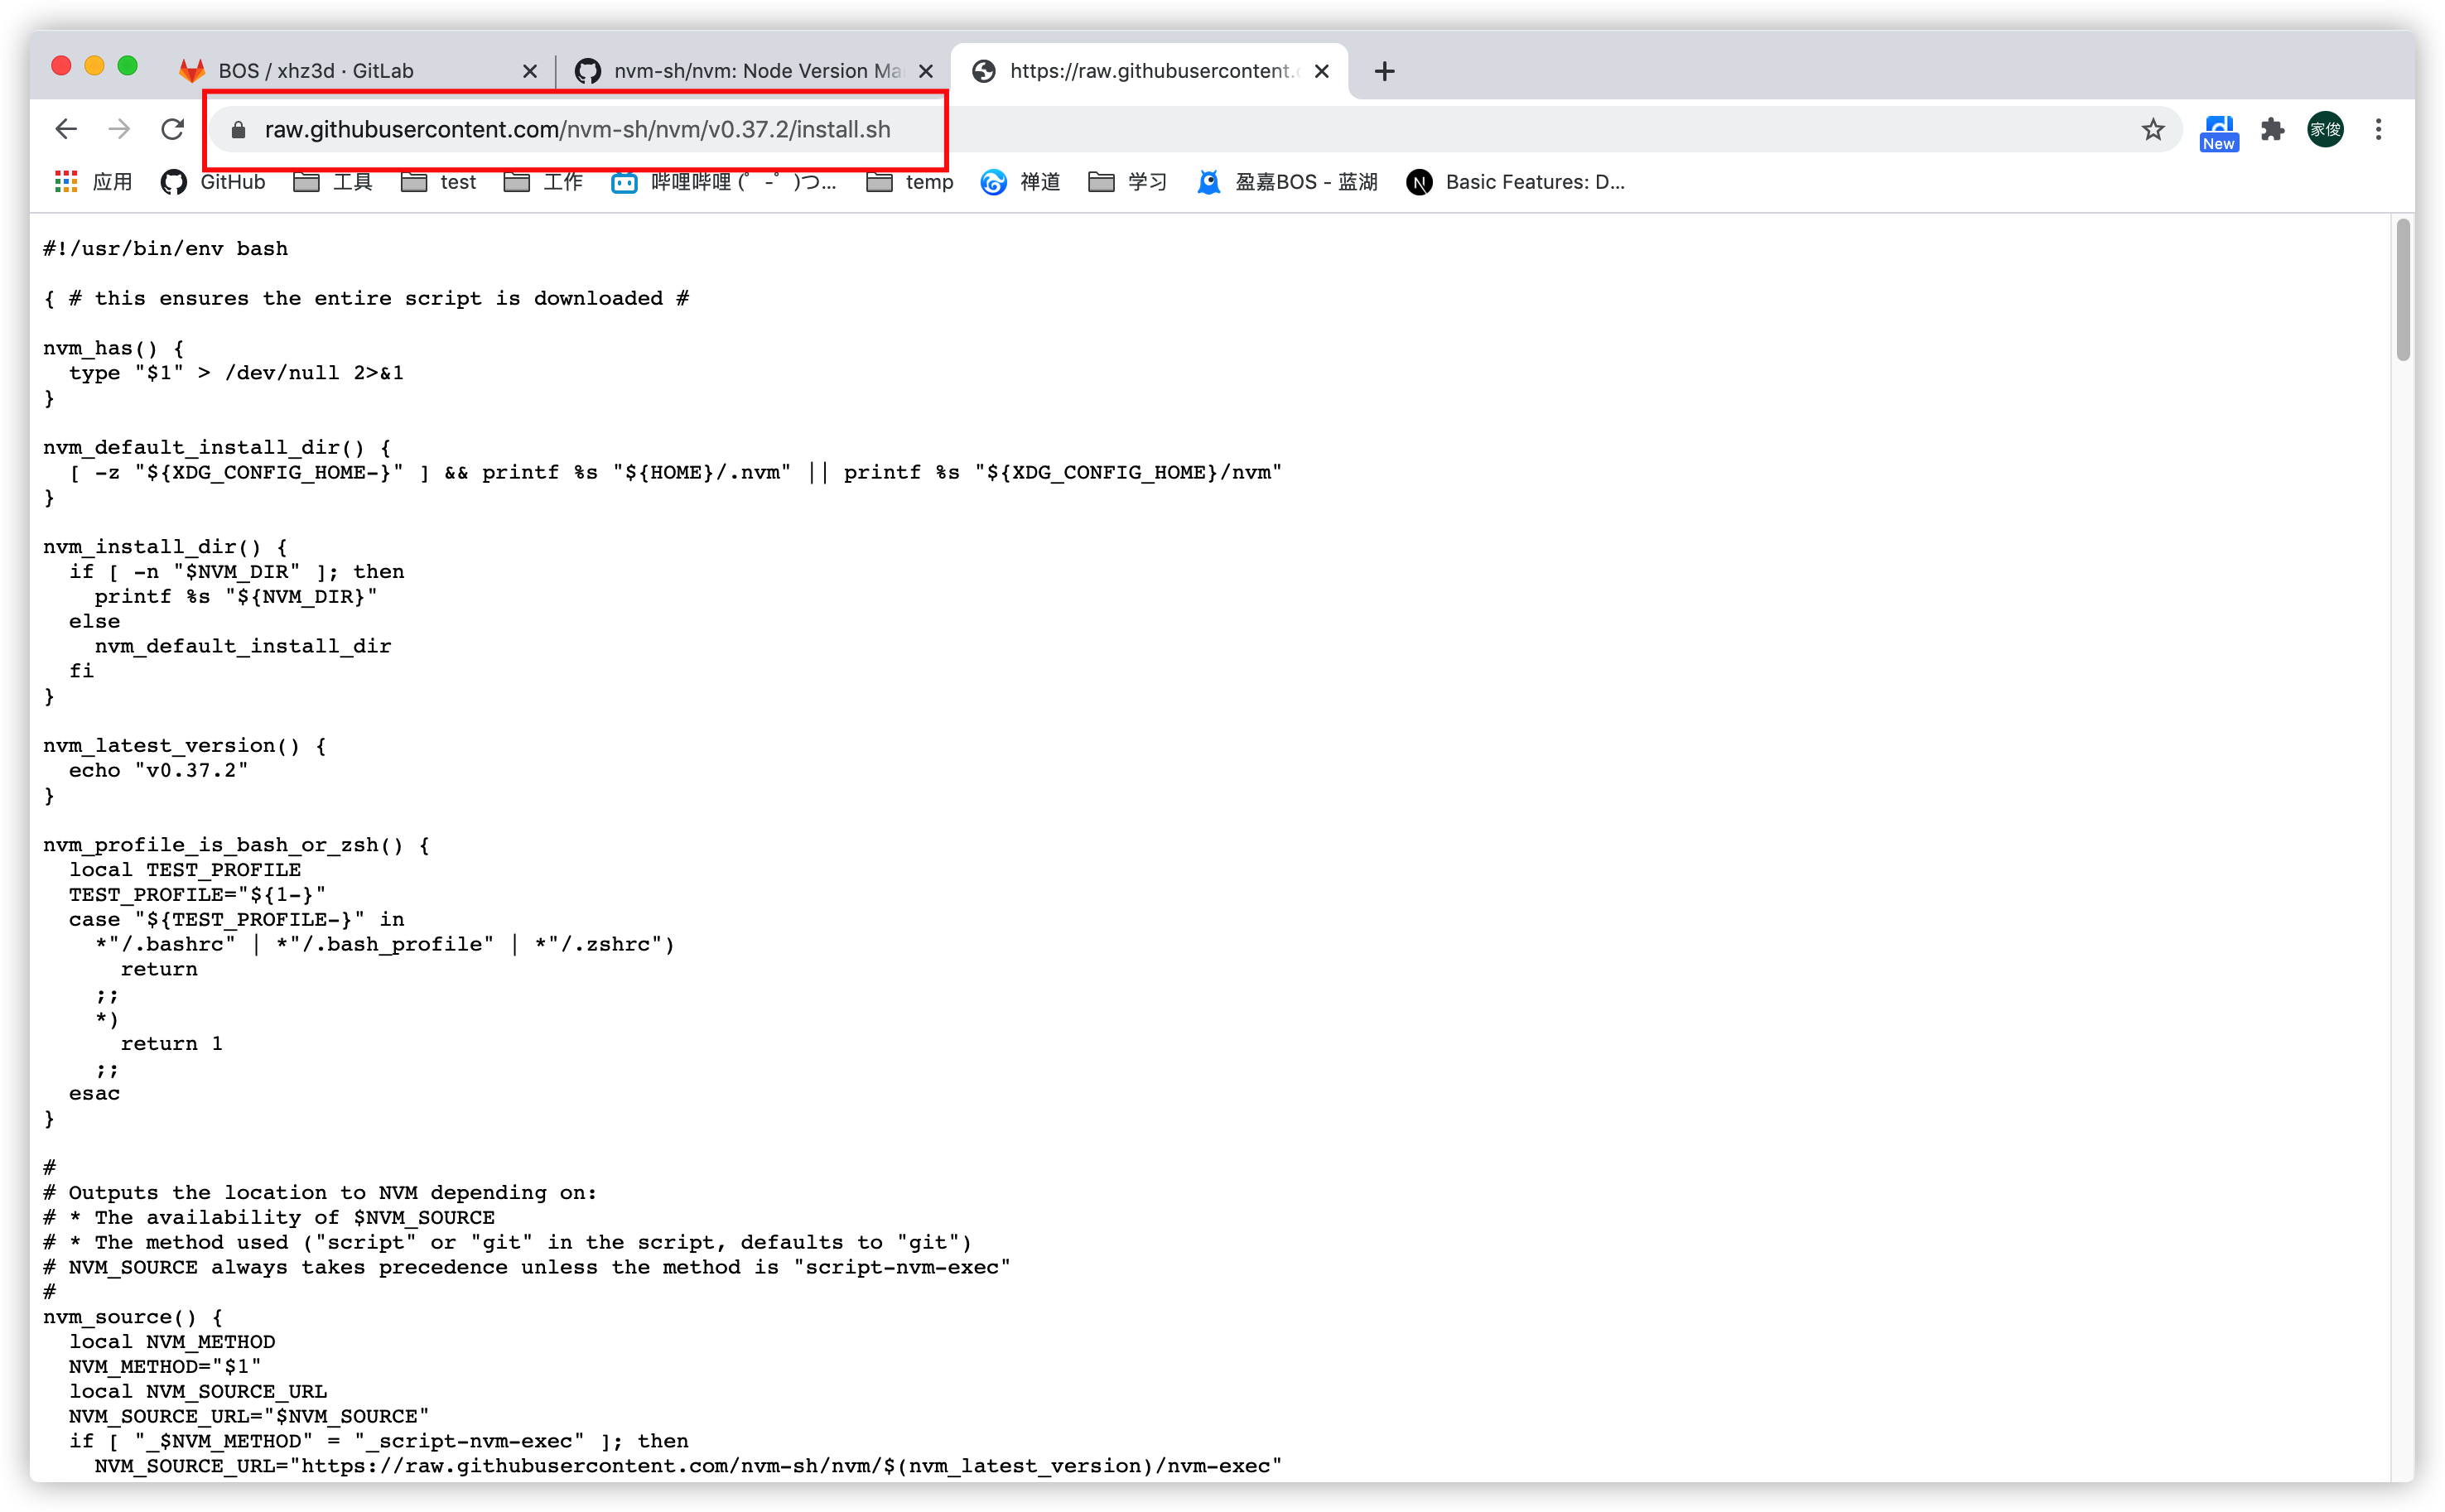 BOS / xhz3d · GitLab
nvm-sh/nvm: Node Version Ma
https://raw.githubusercontent.c
raw.githubusercontent.com/nvm-sh/nvm/v0.37.2/install.sh
New
家俊
应用
GitHub
工具
test
工作
哔哩哔哩 (゜-゜)つ...
temp
禅道
学习
盈嘉BOS - 蓝湖
Basic Features: D...
#!/usr/bin/env bash
{ # this ensures the entire script is downloaded #
nvm_has() {
  type "$1" > /dev/null 2>&1
}
nvm_default_install_dir() {
  [ -z "${XDG_CONFIG_HOME-}" ] && printf %s "${HOME}/.nvm" || printf %s "${XDG_CONFIG_HOME}/nvm"
}
nvm_install_dir() {
  if [ -n "$NVM_DIR" ]; then
    printf %s "${NVM_DIR}"
  else
    nvm_default_install_dir
  fi
}
nvm_latest_version() {
  echo "v0.37.2"
}
nvm_profile_is_bash_or_zsh() {
  local TEST_PROFILE
  TEST_PROFILE="${1-}"
  case "${TEST_PROFILE-}" in
    *"/.bashrc" | *"/.bash_profile" | *"/.zshrc")
      return
    ;;
    *)
      return 1
    ;;
  esac
}
#
# Outputs the location to NVM depending on:
# * The availability of $NVM_SOURCE
# * The method used ("script" or "git" in the script, defaults to "git")
# NVM_SOURCE always takes precedence unless the method is "script-nvm-exec"
#
nvm_source() {
  local NVM_METHOD
  NVM_METHOD="$1"
  local NVM_SOURCE_URL
  NVM_SOURCE_URL="$NVM_SOURCE"
  if [ "_$NVM_METHOD" = "_script-nvm-exec" ]; then
    NVM_SOURCE_URL="https://raw.githubusercontent.com/nvm-sh/nvm/$(nvm_latest_version)/nvm-exec"